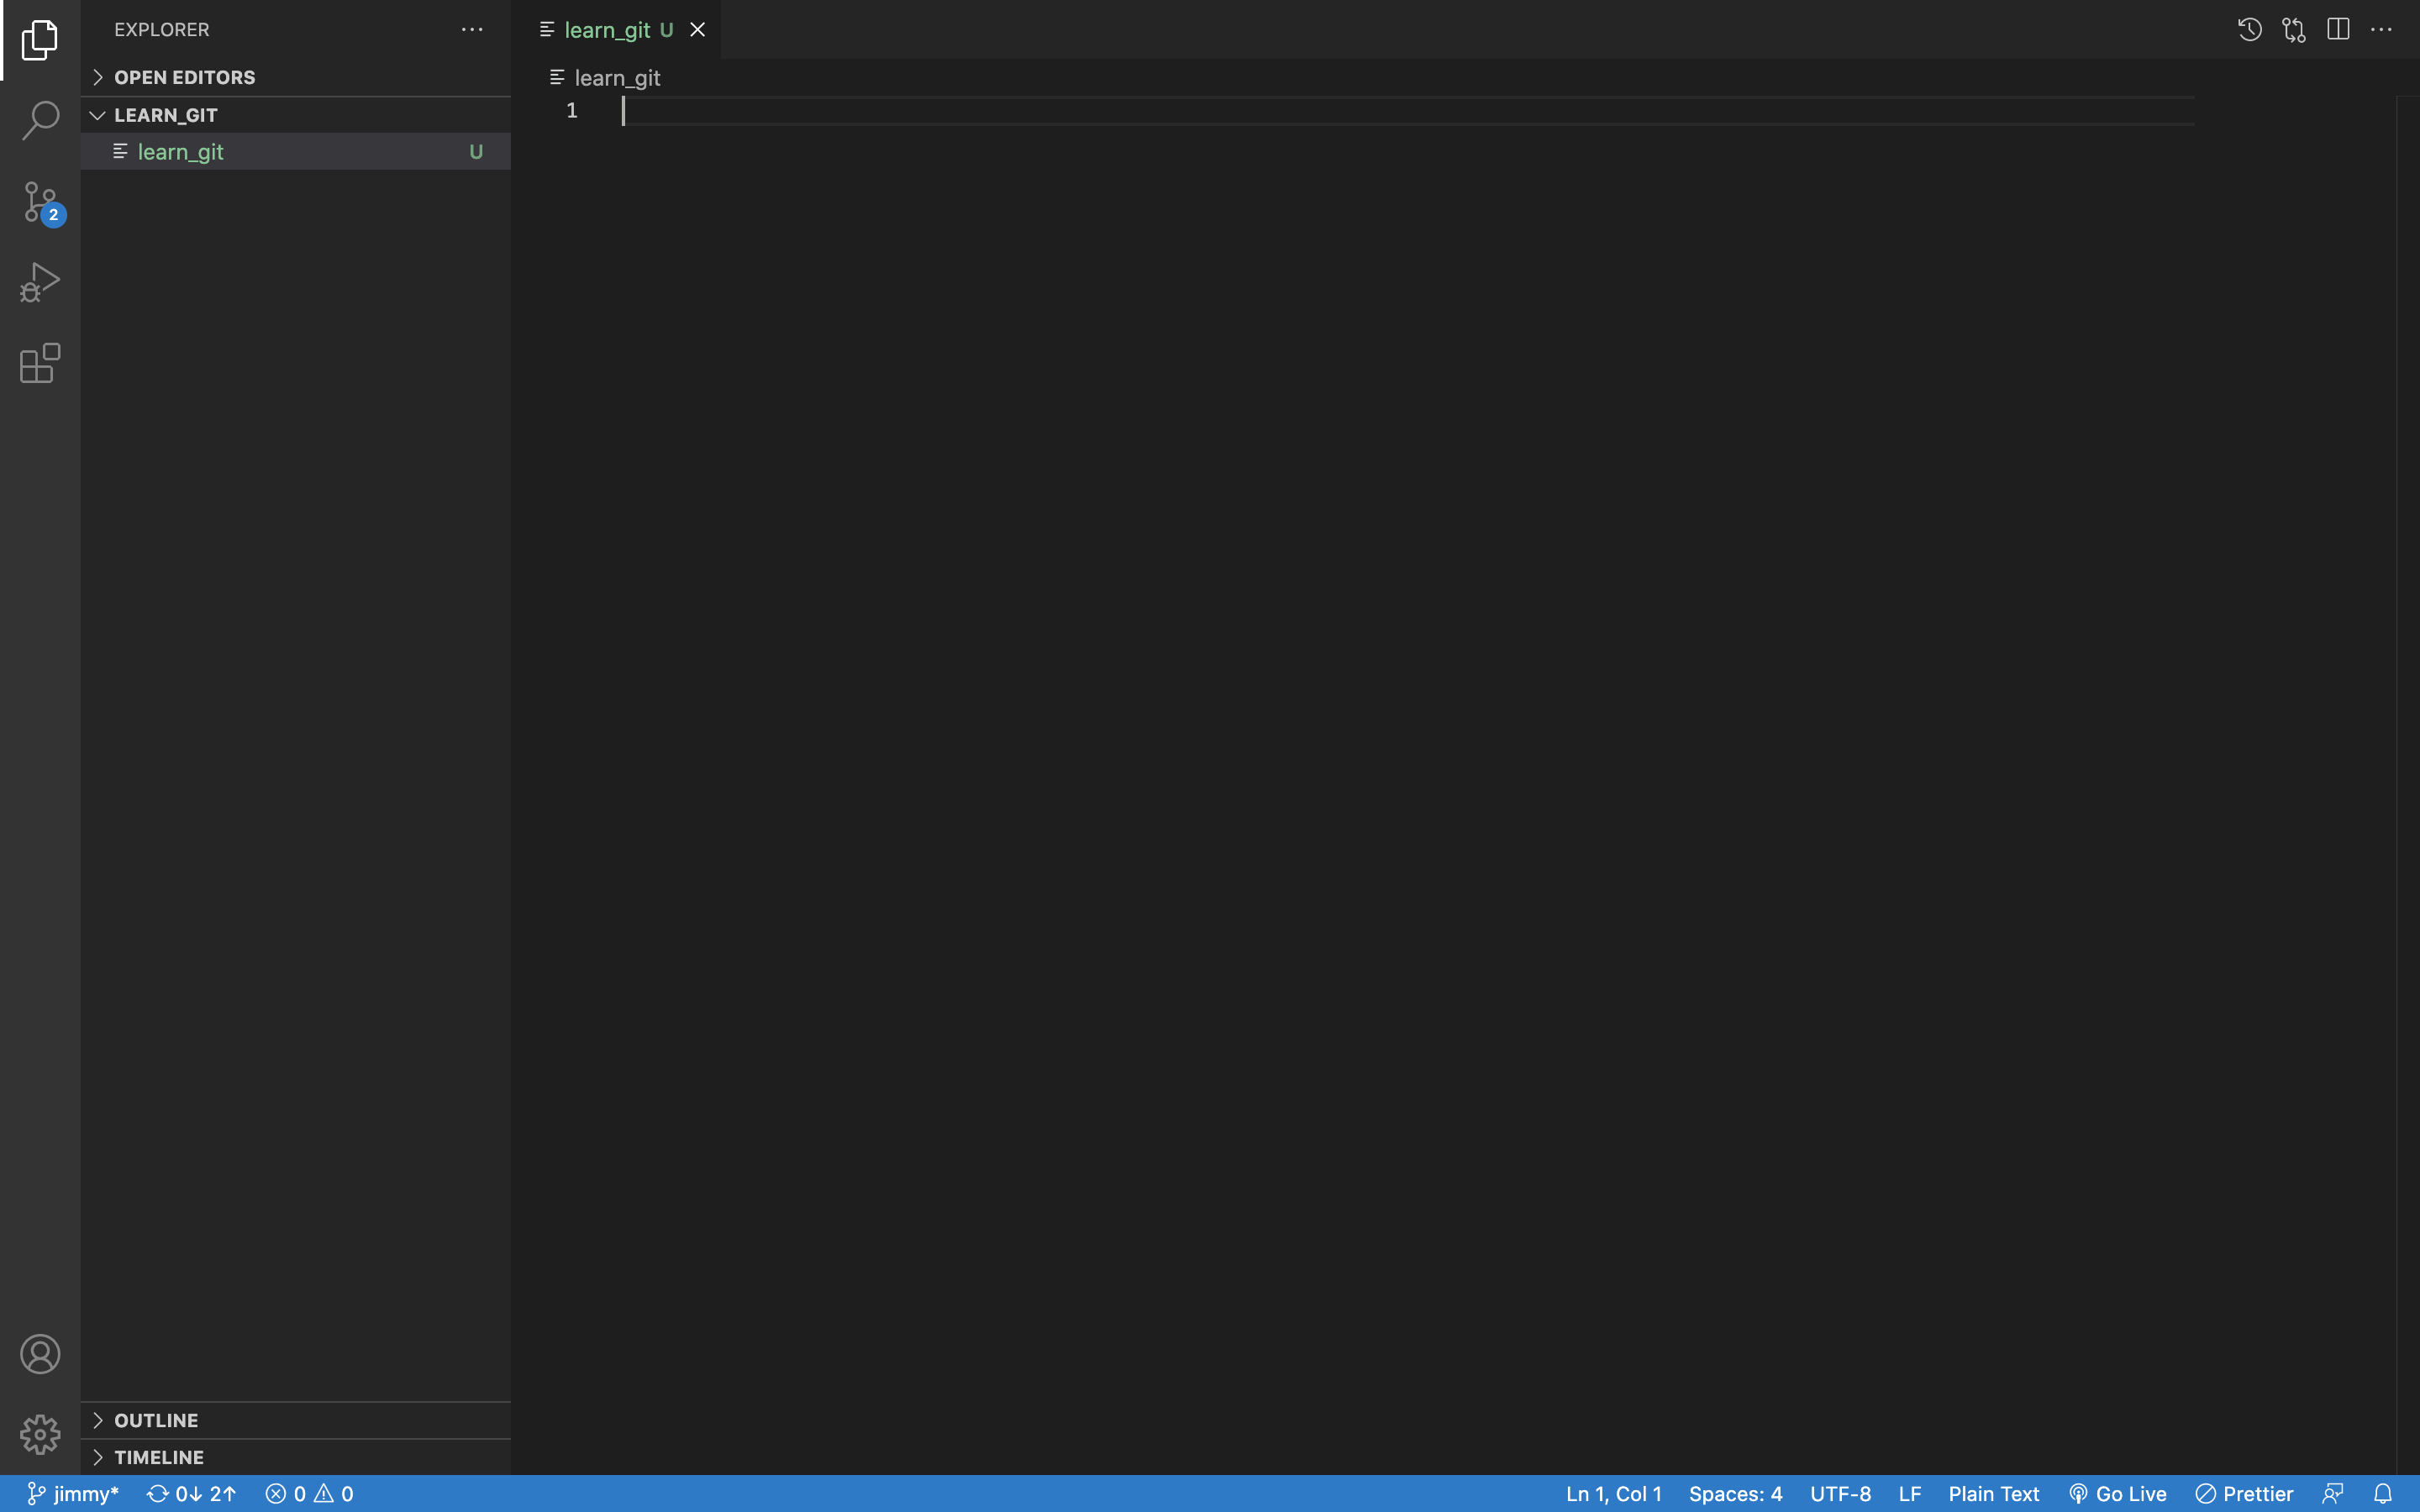 EXPLORER
OPEN EDITORS
LEARN_GIT
learn_git U
2
OUTLINE
TIMELINE
learn_git U
learn_git
1
jimmy* 0↓ 2↑ 0 0
Ln 1, Col 1 Spaces: 4 UTF-8 LF Plain Text Go Live Prettier